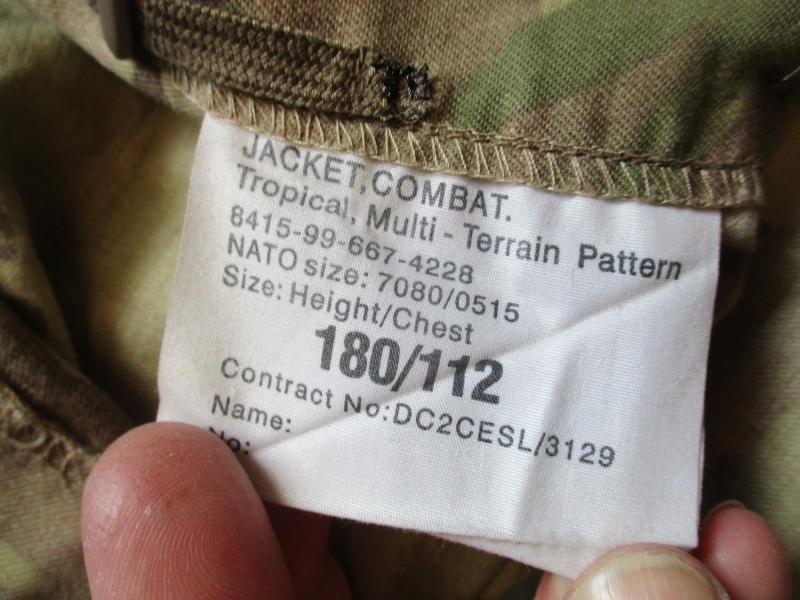 JACKET, COMBAT.
Tropical, Multi - Terrain Pattern
8415-99-667-4228
NATO size: 7080/0515
Size: Height/Chest
180/112
Contract No:DC2CESL/3129
Name:
No: